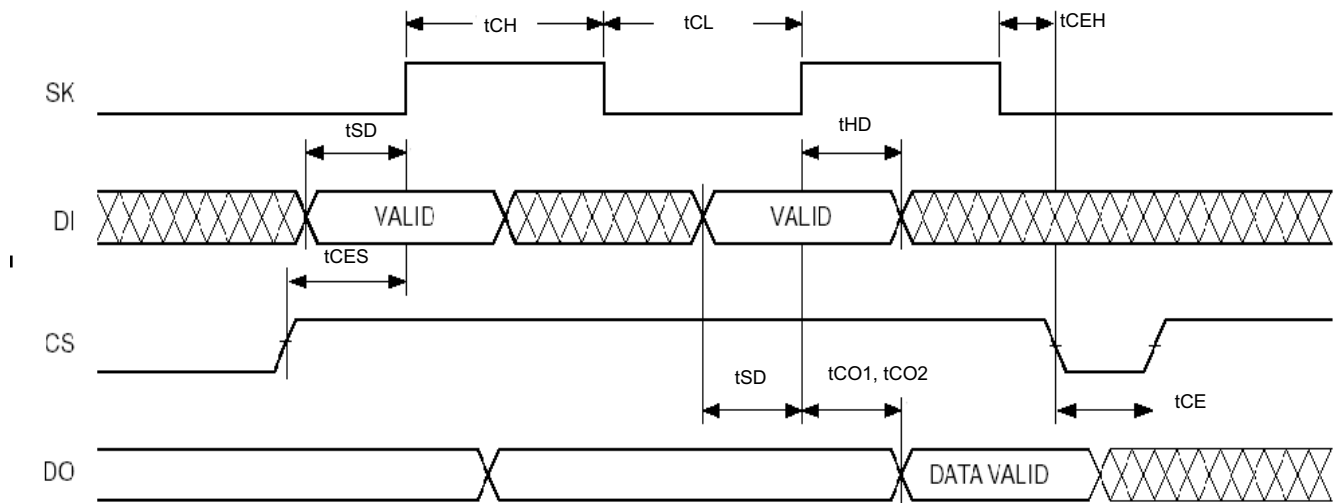 tCH
tCL
tCEH
SK
tSD
tHD
DI
VALID
VALID
tCES
CS
tSD
tCO1, tCO2
tCE
DO
DATA VALID